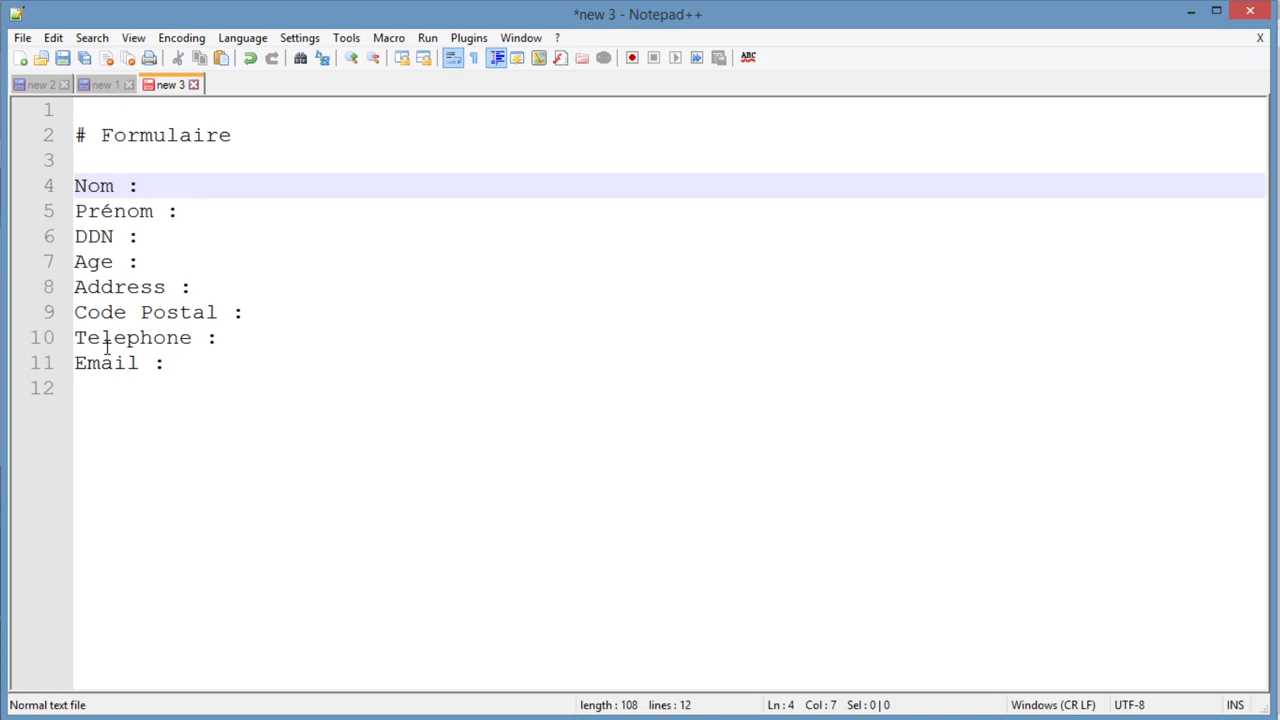 *new 3 - Notepad++
File Edit Search View Encoding Language Settings Tools Macro Run Plugins Window ? X
ABC
new 2 new 1 new 3
1
2 # Formulaire
3
4 Nom :
5 Prénom :
6 DDN :
7 Age :
8 Address :
9 Code Postal :
10 Telephone :
11 Email :
12
Normal text file length : 108 lines : 12 Ln : 4 Col : 7 Sel : 0 | 0 Windows (CR LF) UTF-8 INS